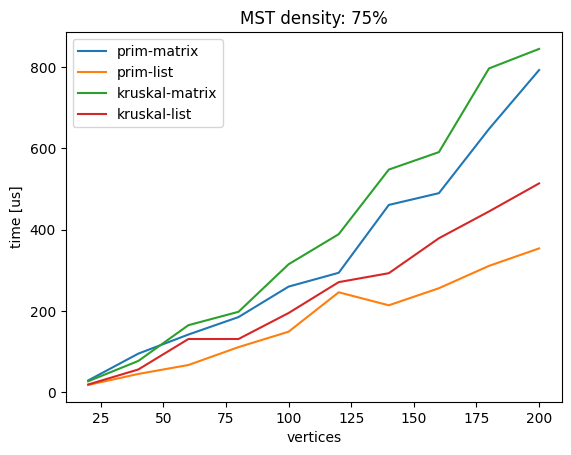 MST density: 75%
prim-matrix
prim-list
kruskal-matrix
kruskal-list
time [us]
800
600
400
200
0
25 50 75 100 125 150 175 200
vertices